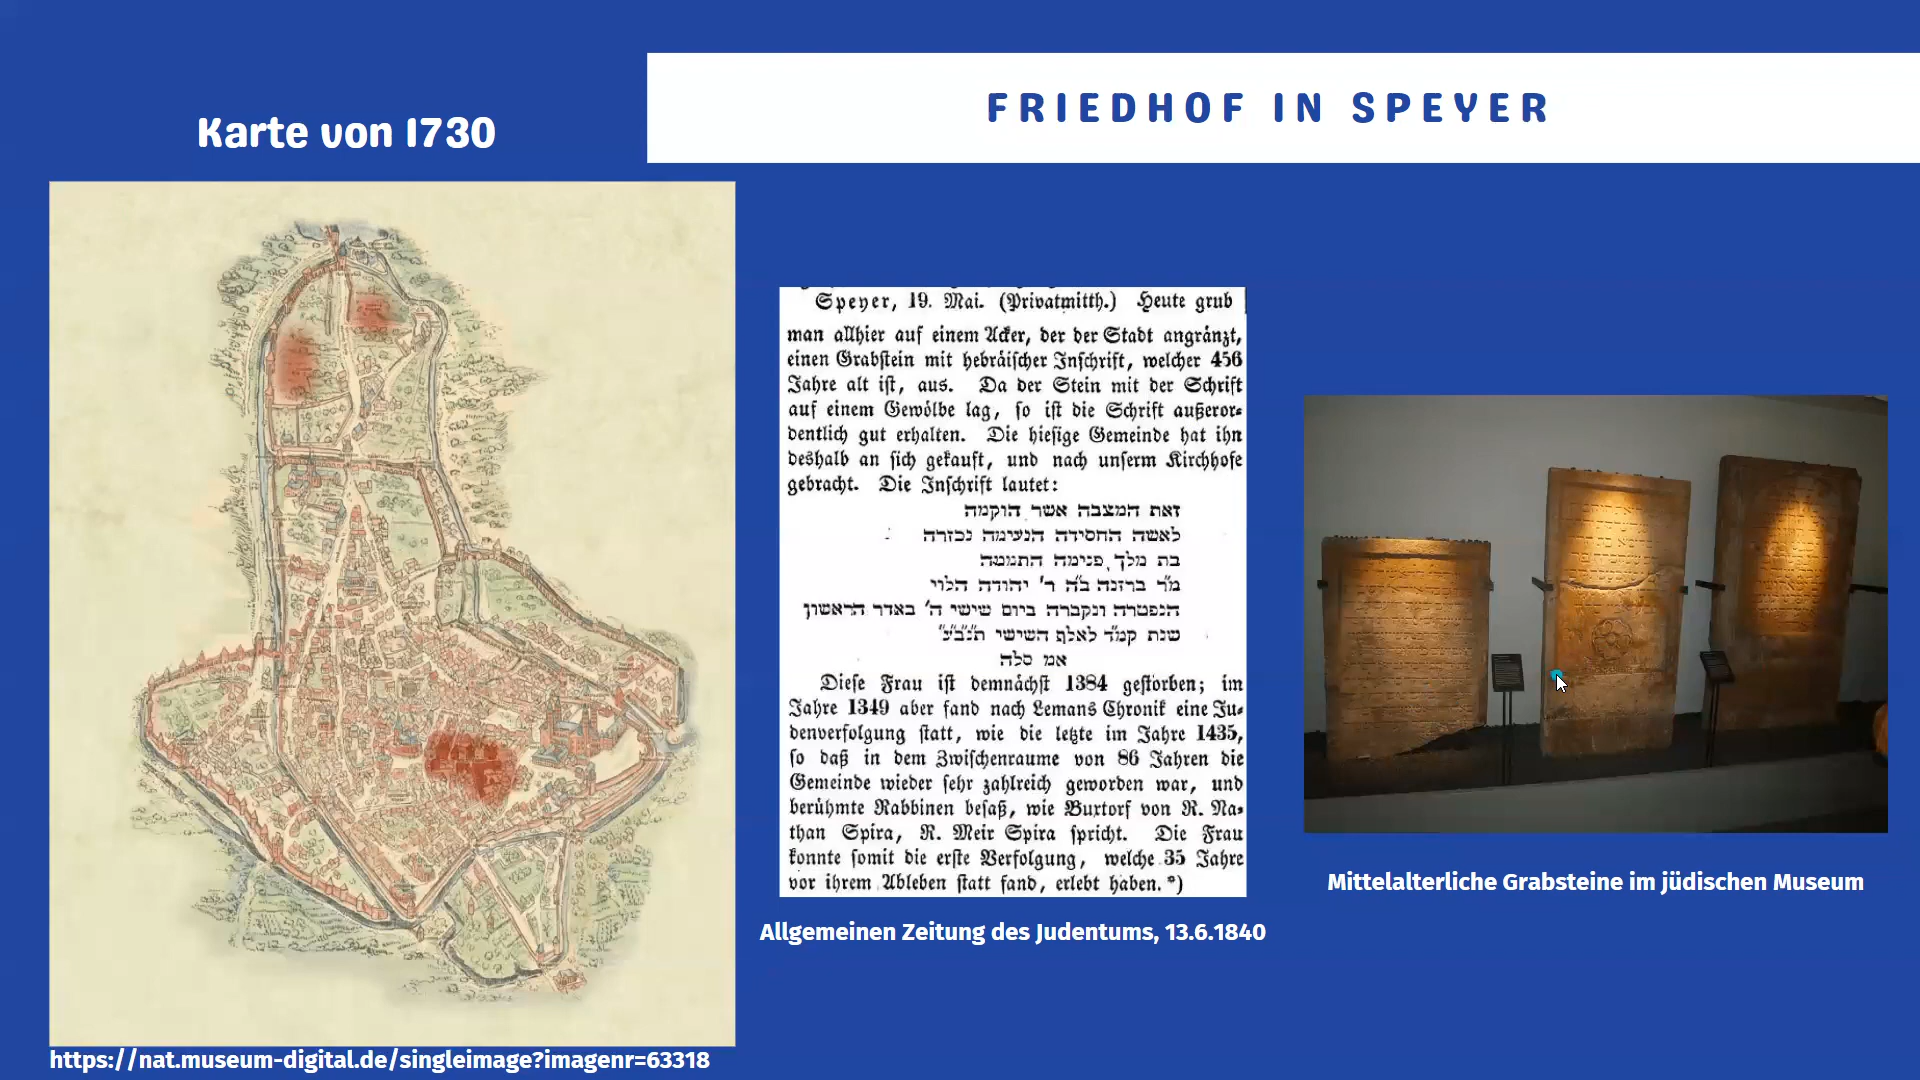 Karte von 1730
FRIEDHOF IN SPEYER
Speyer, 19. Mai. (Privatmitth.) Heute grub
man allhier auf einem Acker, der der Stadt angränzt,
einen Grabstein mit hebräischer Inschrift, welcher 456
Jahre alt ist, aus. Da der Stein mit der Schrift
auf einem Gewölbe lag, so ist die Schrift außeror=
dentlich gut erhalten. Die hiesige Gemeinde hat ihn
deshalb an sich gekauft, und nach unserm Kirchhofe
gebracht. Die Inschrift lautet:
זאת המצבה אשר הוקמה
לאשה החסידה הנעימה נכזרה
בת מלך פנימה התממה
מ״ר ברונה ב״ה ר' יהודה הלוי
הנפטרה ונקברה ביום שישי ה' באדר הראשון
שנת קמ״ד לאלף הששי ת״נ״ב״ע״
אמ סלה
Diese Frau ist demnächst 1384 gestorben; im
Jahre 1349 aber fand nach Lemans Chronik eine Ju=
denverfolgung statt, wie die letzte im Jahre 1435,
so daß in dem Zwischenraume von 86 Jahren die
Gemeinde wieder sehr zahlreich geworden war, und
berühmte Rabbinen besaß, wie Burtorf von R. Na=
than Spira, R. Meir Spira spricht. Die Frau
konnte somit die erste Verfolgung, welche 35 Jahre
vor ihrem Ableben statt fand, erlebt haben. *)
Allgemeinen Zeitung des Judentums, 13.6.1840
Mittelalterliche Grabsteine im jüdischen Museum
https://nat.museum-digital.de/singleimage?imagenr=63318